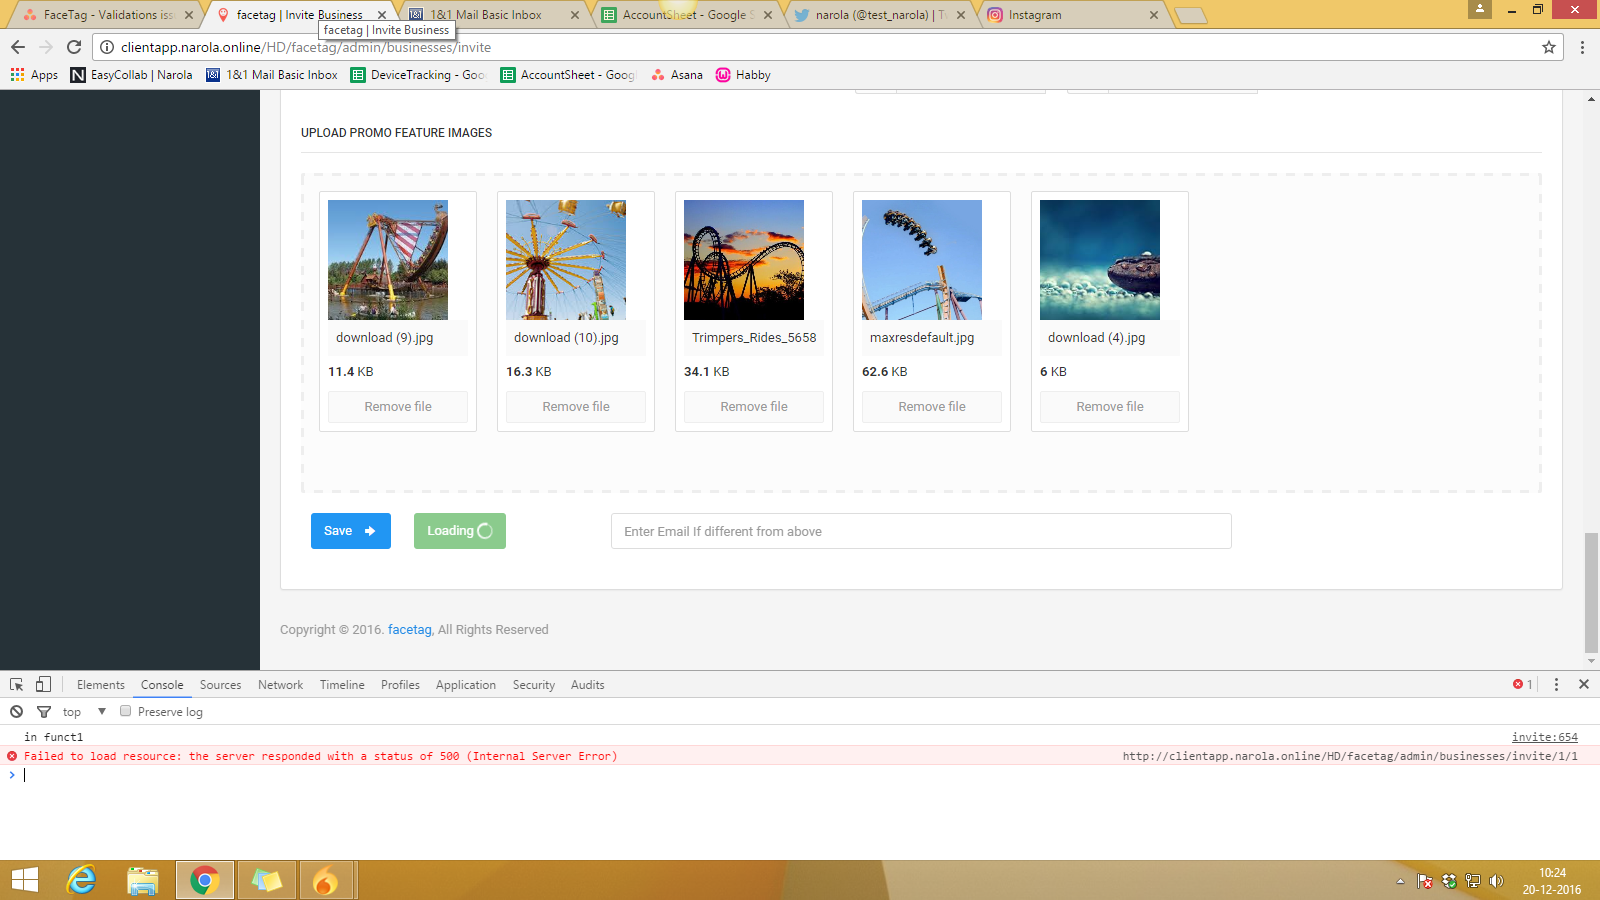 FaceTag - Validations iss
facetag | Invite Business
1&1 Mail Basic Inbox
AccountSheet - Google S
narola (@test_narola) | Tw
Instagram
facetag | Invite Business
clientapp.narola.online/HD/facetag/admin/businesses/invite
Apps
EasyCollab | Narola
1&1 Mail Basic Inbox
DeviceTracking - Goo
AccountSheet - Goog
Asana
Habby
UPLOAD PROMO FEATURE IMAGES
download (9).jpg
download (10).jpg
Trimpers_Rides_5658
maxresdefault.jpg
download (4).jpg
11.4 KB
16.3 KB
34.1 KB
62.6 KB
6 KB
Remove file
Remove file
Remove file
Remove file
Remove file
Save
Loading
Enter Email If different from above
Copyright © 2016. facetag, All Rights Reserved
Elements
Console
Sources
Network
Timeline
Profiles
Application
Security
Audits
1
top
Preserve log
in funct1
invite:654
Failed to load resource: the server responded with a status of 500 (Internal Server Error)
http://clientapp.narola.online/HD/facetag/admin/businesses/invite/1/1
10:24
20-12-2016